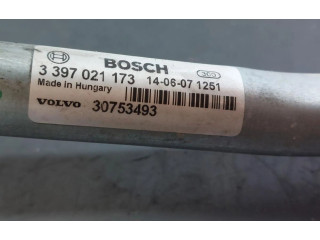 BOSCH
3 397 021 173 14-06-07 1251
Made in Hungary
VOLVO 30753493